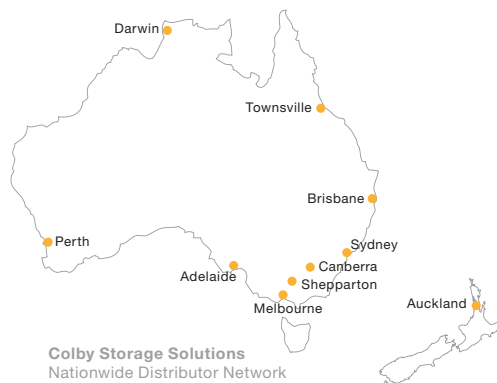 Darwin
Townsville
Brisbane
Perth
Sydney
Adelaide
Canberra
Shepparton
Melbourne
Auckland
Colby Storage Solutions
Nationwide Distributor Network